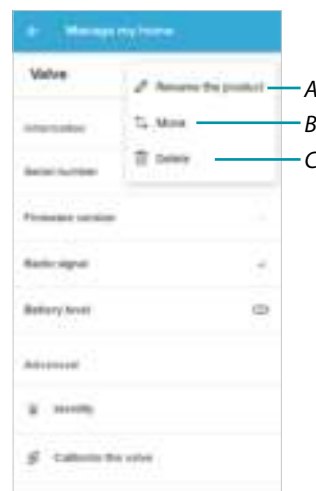 Manage my home
Valve
Rename the product
A
Move
B
Delete
C
Information
Serial number
Firmware version
Radio signal
Battery level
Advanced
Identify
Calibrate the valve